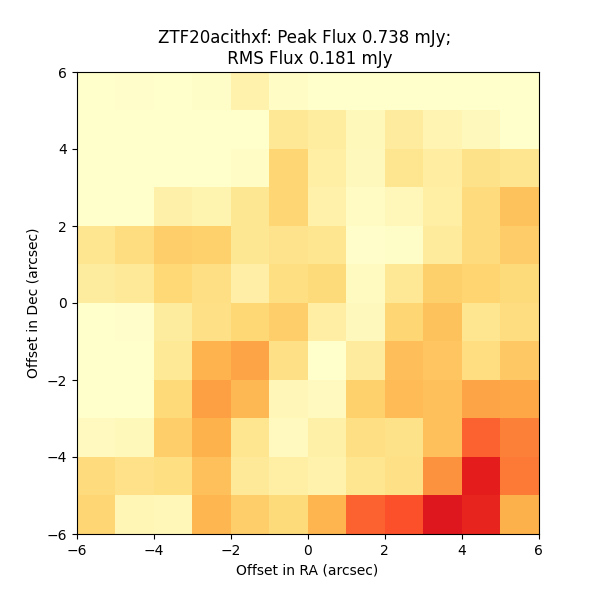 ZTF20acithxf: Peak Flux 0.738 mJy;
RMS Flux 0.181 mJy
6
4
2
0
−2
−4
−6
Offset in Dec (arcsec)
−6 −4 −2 0 2 4 6
Offset in RA (arcsec)